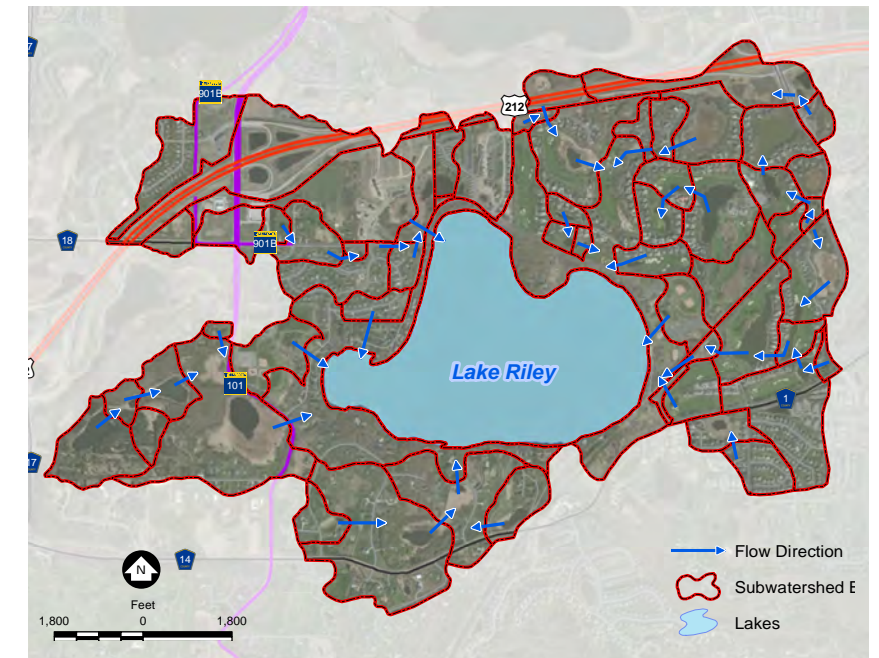 901B
212
18
901B
Lake Riley
101
1
17
14
N
Flow Direction
Feet
Subwatershed B
1,800 0 1,800
Lakes